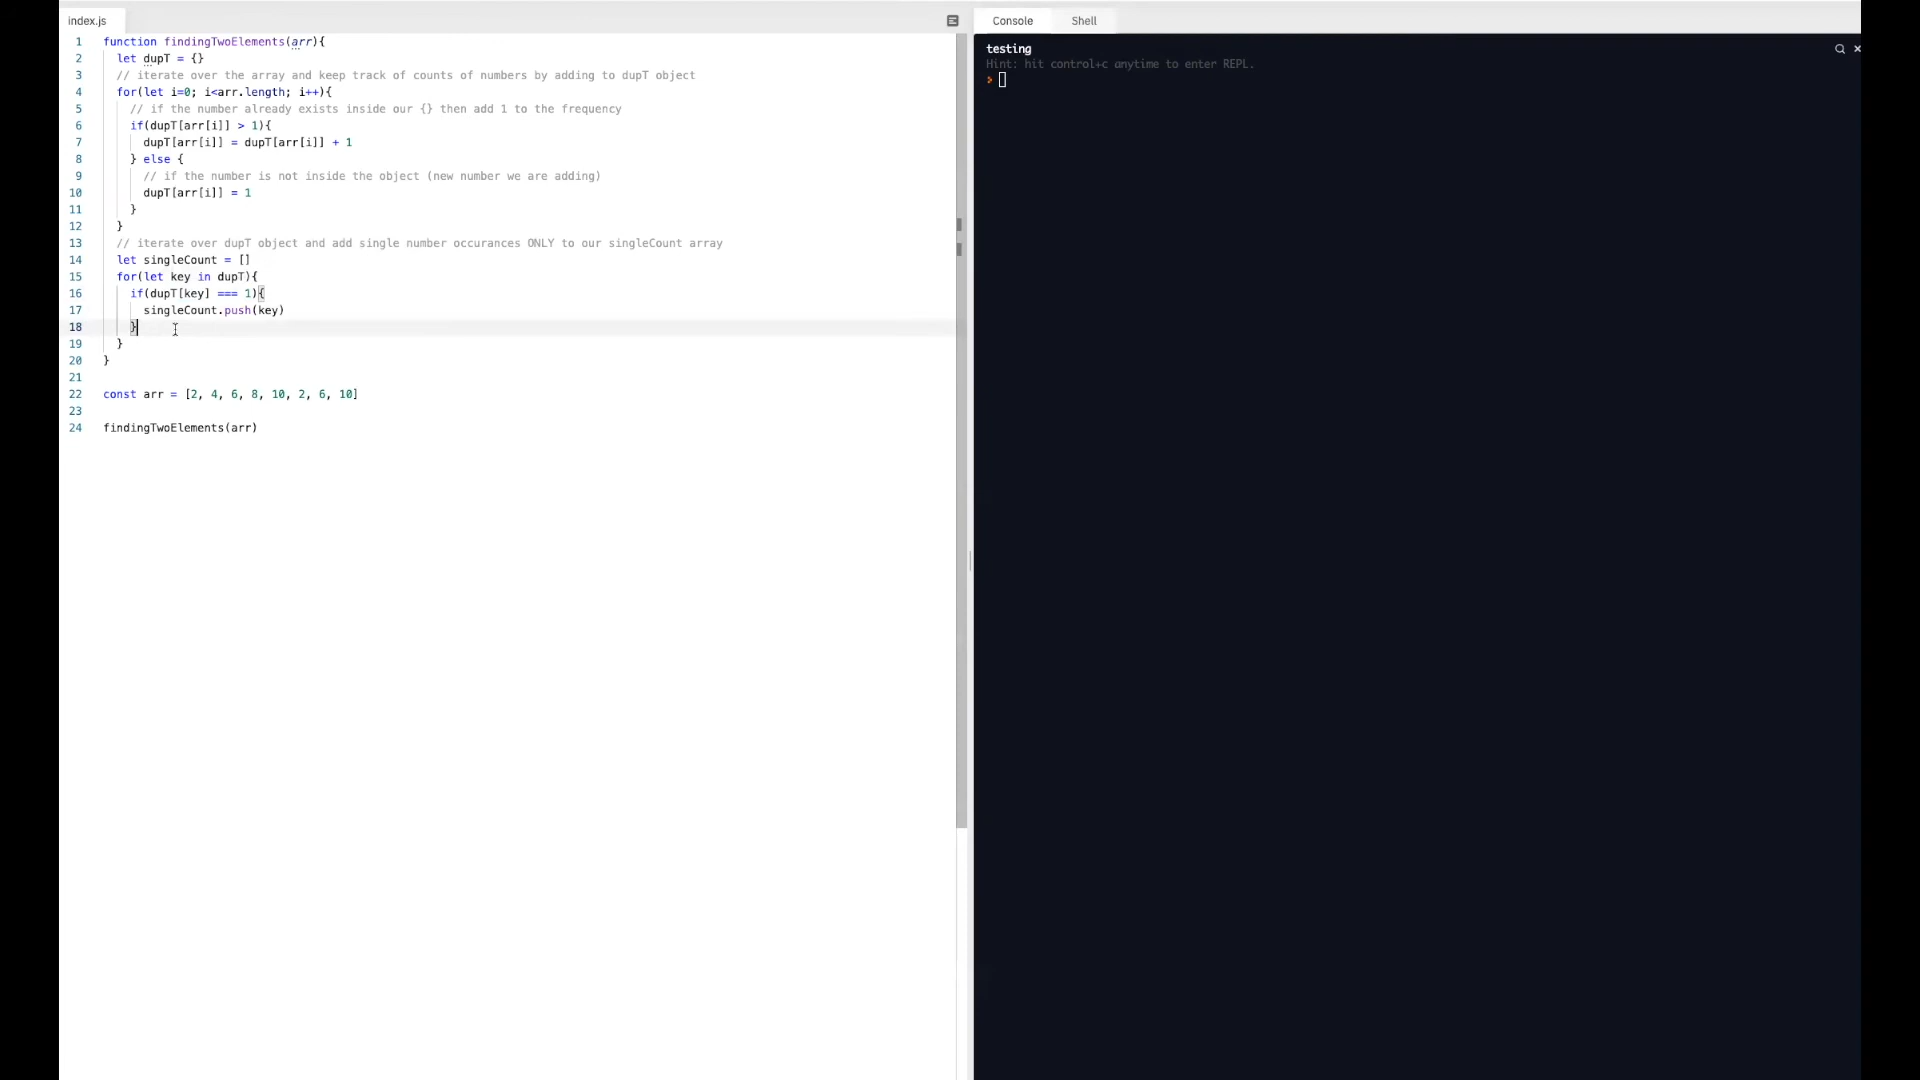 index.js
1 function findingTwoElements(arr){
2 let dupT = {}
3 // iterate over the array and keep track of counts of numbers by adding to dupT object
4 for(let i=0; i<arr.length; i++){
5 // if the number already exists inside our {} then add 1 to the frequency
6 if(dupT[arr[i]] > 1){
7 dupT[arr[i]] = dupT[arr[i]] + 1
8 } else {
9 // if the number is not inside the object (new number we are adding)
10 dupT[arr[i]] = 1
11 }
12 }
13 // iterate over dupT object and add single number occurances ONLY to our singleCount array
14 let singleCount = []
15 for(let key in dupT){
16 if(dupT[key] === 1){
17 singleCount.push(key)
18 }
19 }
20 }
21
22 const arr = [2, 4, 6, 8, 10, 2, 6, 10]
23
24 findingTwoElements(arr)
Console Shell
testing
Hint: hit control+c anytime to enter REPL.